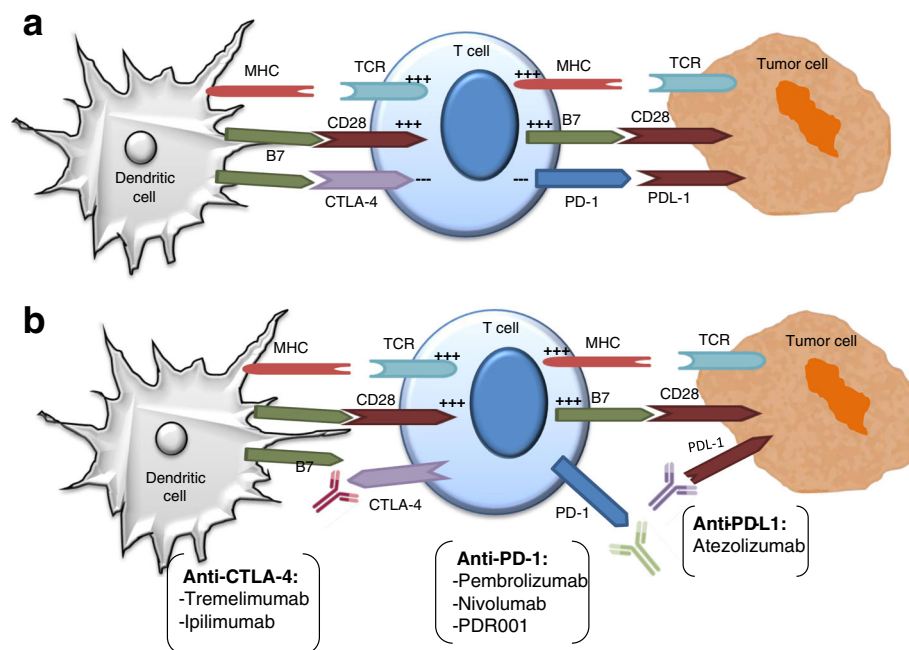 a
T cell
MHC
TCR
+++
+++
MHC
TCR
Tumor cell
CD28
+++
+++
B7
CD28
B7
Dendritic
cell
---
---
CTLA-4
PD-1
PDL-1
b
T cell
MHC
TCR
+++
+++
MHC
TCR
Tumor cell
CD28
+++
+++
B7
CD28
PDL-1
B7
Dendritic
cell
CTLA-4
PD-1
Anti-PD-L1:
Atezolizumab
Anti-CTLA-4:
-Tremelimumab
-Ipilimumab
Anti-PD-1:
-Pembrolizumab
-Nivolumab
-PDR001